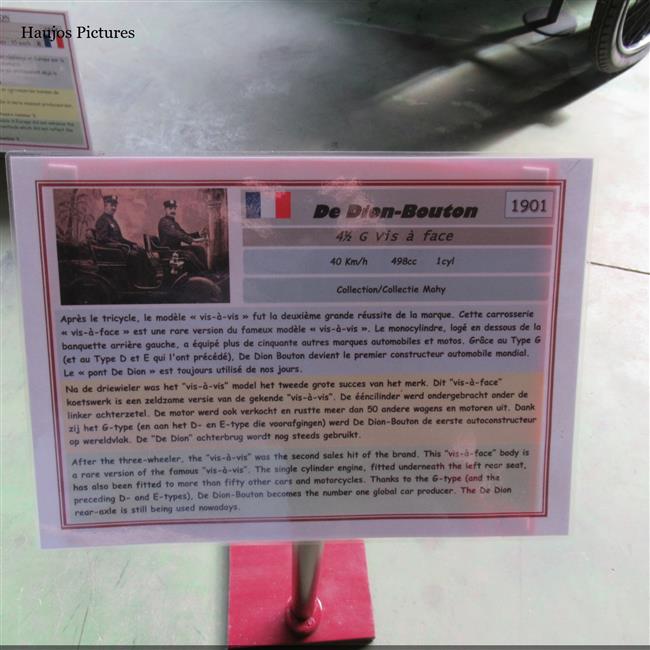 Haujos Pictures
De Dion-Bouton
1901
4½ G Vis à face
40 Km/h 498cc 1cyl
Collection/Collectie Mahy
Après le tricycle, le modèle « vis-à-vis » fut la deuxième grande réussite de la marque. Cette carrosserie
« vis-à-face » est une rare version du fameux modèle « vis-à-vis ». Le monocylindre, logé en dessous de la
banquette arrière gauche, a équipé plus de cinquante autres marques automobiles et motos. Grâce au Type G
(et au Type D et E qui l'ont précédé), De Dion Bouton devient le premier constructeur automobile mondial.
Le « pont De Dion » est toujours utilisé de nos jours.
Na de driewieler was het "vis-à-vis" model het tweede grote succes van het merk. Dit "vis-à-face"
koetswerk is een zeldzame versie van de gekende "vis-à-vis". De ééncilinder werd ondergebracht onder de
linker achterzetel. De motor werd ook verkocht en rustte meer dan 50 andere wagens en motoren uit. Dank
zij het G-type (en aan het D- en E-type die voorafgingen) werd De Dion-Bouton de eerste autoconstructeur
op wereldvlak. De "De Dion" achterbrug wordt nog steeds gebruikt.
After the three-wheeler, the "vis-à-vis" was the second sales hit of the brand. This "vis-à-face" body is
a rare version of the famous "vis-à-vis". The single cylinder engine, fitted underneath the left rear seat,
has also been fitted to more than fifty other cars and motorcycles. Thanks to the G-type (and the
preceding D- and E-types), De Dion-Bouton becomes the number one global car producer. The De Dion
rear-axle is still being used nowadays.